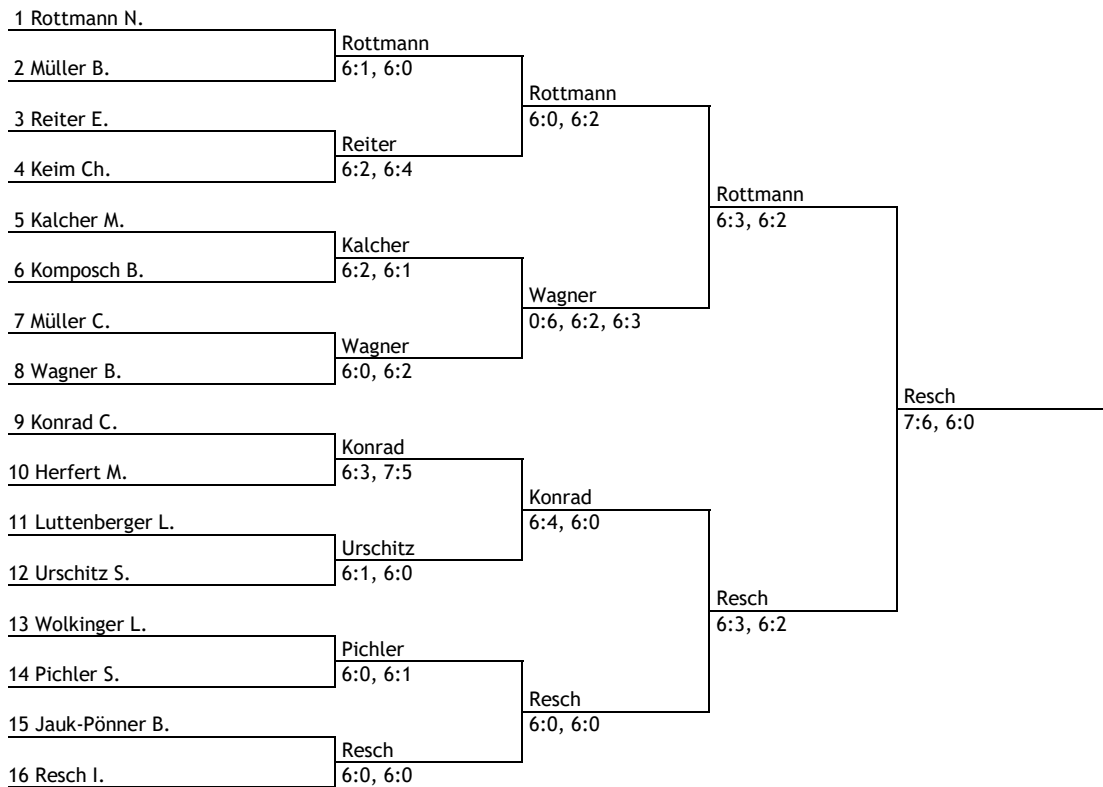 1 Rottmann N.
Rottmann
2 Müller B.
6:1, 6:0
Rottmann
3 Reiter E.
6:0, 6:2
Reiter
4 Keim Ch.
6:2, 6:4
Rottmann
5 Kalcher M.
6:3, 6:2
Kalcher
6 Komposch B.
6:2, 6:1
Wagner
7 Müller C.
0:6, 6:2, 6:3
Wagner
8 Wagner B.
6:0, 6:2
Resch
9 Konrad C.
7:6, 6:0
Konrad
10 Herfert M.
6:3, 7:5
Konrad
11 Luttenberger L.
6:4, 6:0
Urschitz
12 Urschitz S.
6:1, 6:0
Resch
13 Wolkinger L.
6:3, 6:2
Pichler
14 Pichler S.
6:0, 6:1
Resch
15 Jauk-Pönner B.
6:0, 6:0
Resch
16 Resch I.
6:0, 6:0